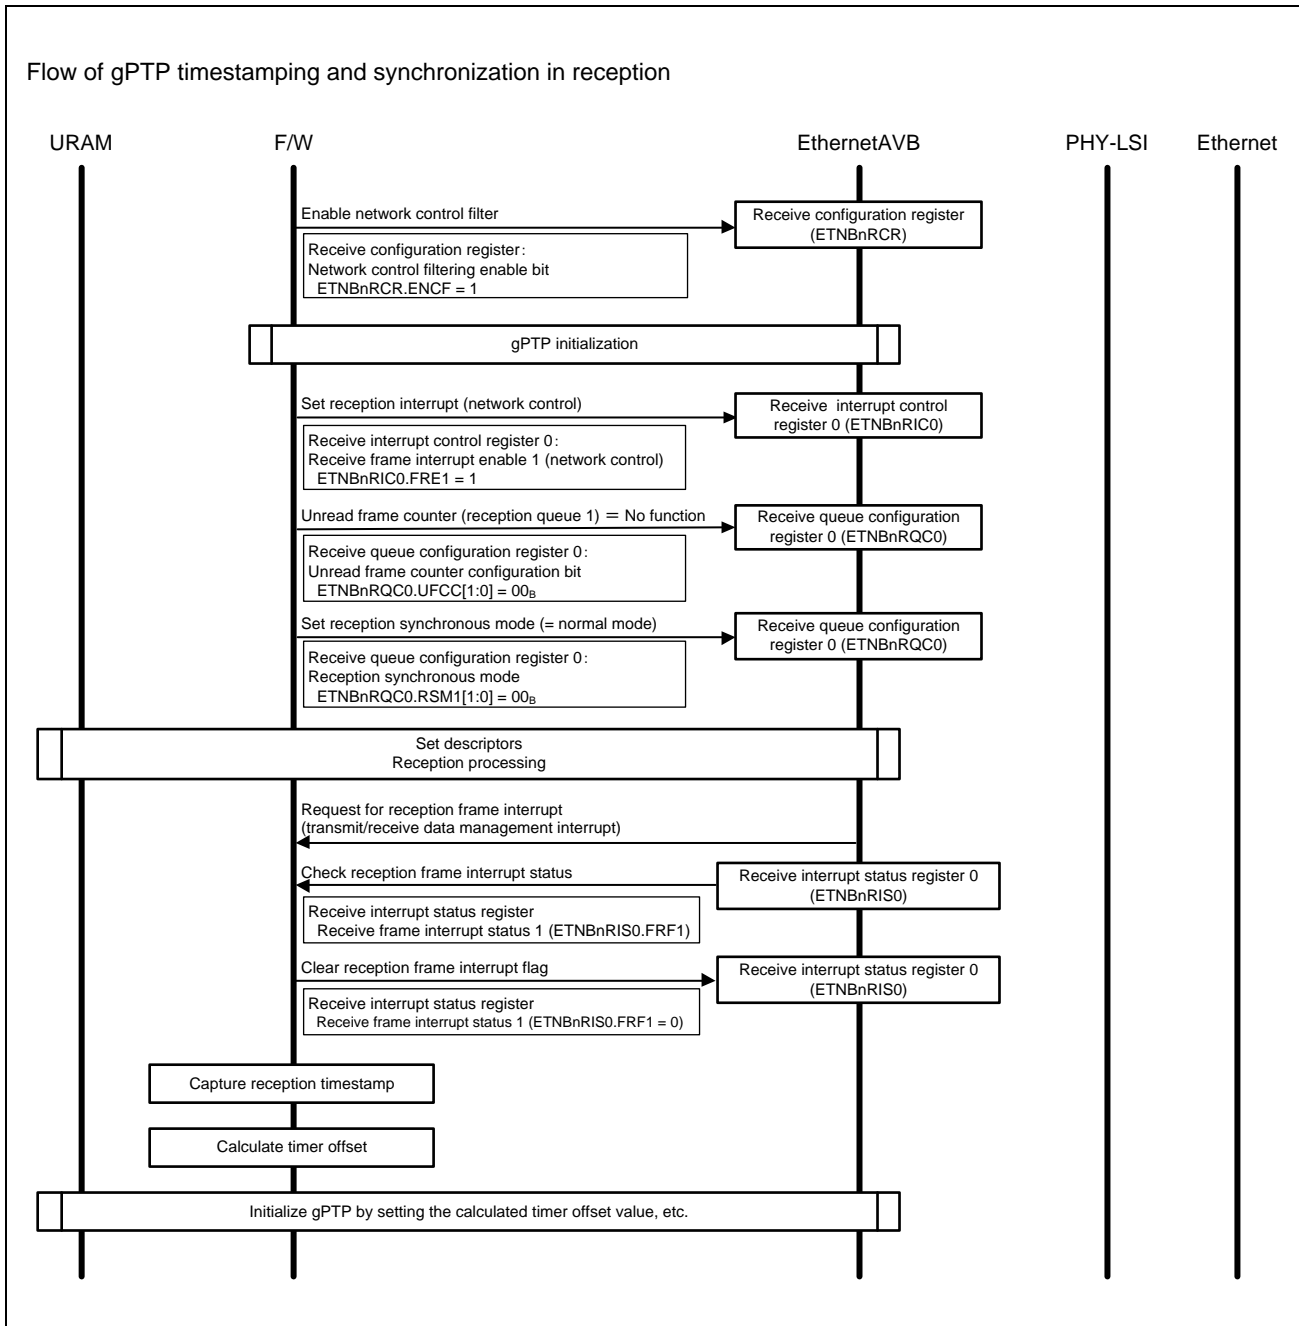 Flow of gPTP timestamping and synchronization in reception
URAM
F/W
EthernetAVB
PHY-LSI
Ethernet
Enable network control filter
Receive configuration register
(ETNBnRCR)
Receive configuration register:
Network control filtering enable bit
ETNBnRCR.ENCF = 1
gPTP initialization
Set reception interrupt (network control)
Receive interrupt control
register 0 (ETNBnRIC0)
Receive interrupt control register 0:
Receive frame interrupt enable 1 (network control)
ETNBnRIC0.FRE1 = 1
Unread frame counter (reception queue 1) = No function
Receive queue configuration
register 0 (ETNBnRQC0)
Receive queue configuration register 0:
Unread frame counter configuration bit
ETNBnRQC0.UFCC[1:0] = 00B
Set reception synchronous mode (= normal mode)
Receive queue configuration
register 0 (ETNBnRQC0)
Receive queue configuration register 0:
Reception synchronous mode
ETNBnRQC0.RSM1[1:0] = 00B
Set descriptors
Reception processing
Request for reception frame interrupt
(transmit/receive data management interrupt)
Check reception frame interrupt status
Receive interrupt status register 0
(ETNBnRIS0)
Receive interrupt status register
Receive frame interrupt status 1 (ETNBnRIS0.FRF1)
Clear reception frame interrupt flag
Receive interrupt status register 0
(ETNBnRIS0)
Receive interrupt status register
Receive frame interrupt status 1 (ETNBnRIS0.FRF1 = 0)
Capture reception timestamp
Calculate timer offset
Initialize gPTP by setting the calculated timer offset value, etc.